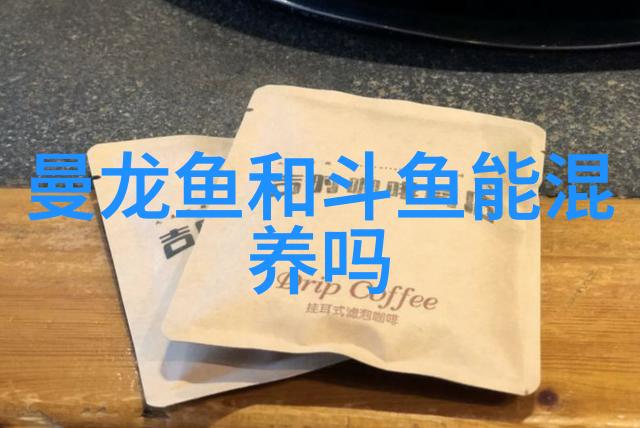 曼龙鱼和斗鱼能混
养吗
Drip Coffee
挂耳式滤泡咖啡